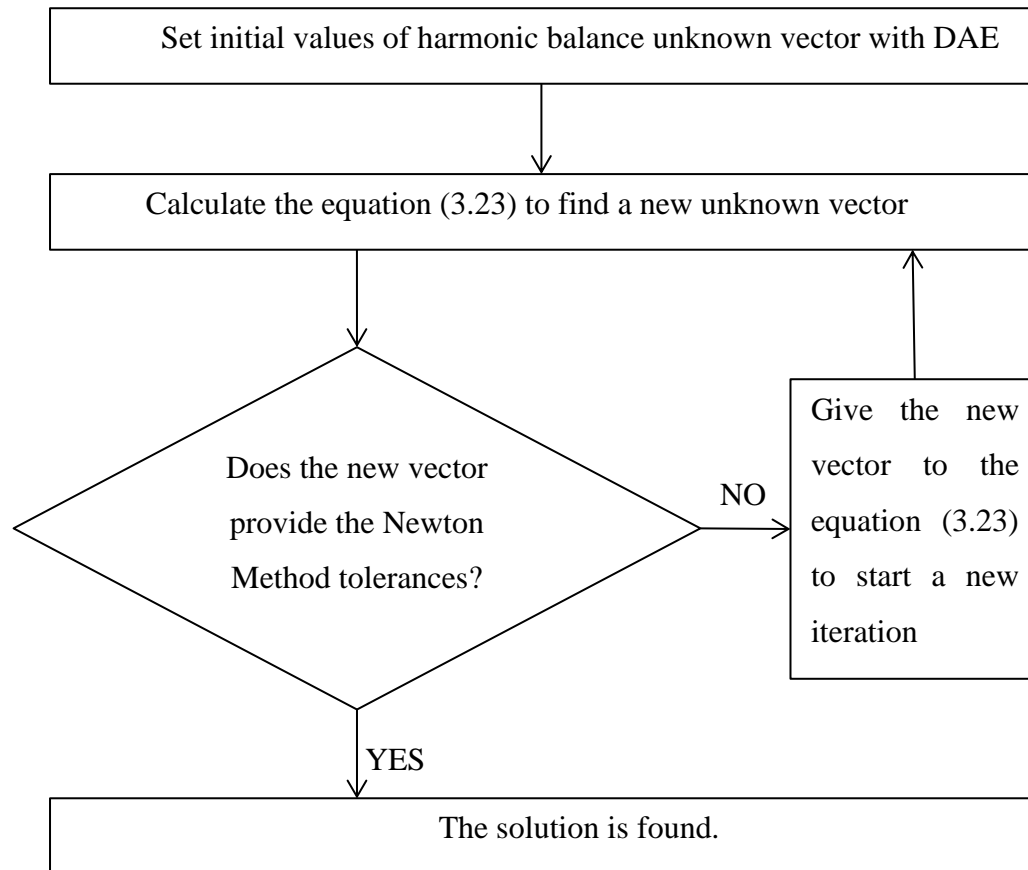 Set initial values of harmonic balance unknown vector with DAE
Calculate the equation (3.23) to find a new unknown vector
Does the new vector
provide the Newton
Method tolerances?
NO
Give the new
vector to the
equation (3.23)
to start a new
iteration
YES
The solution is found.